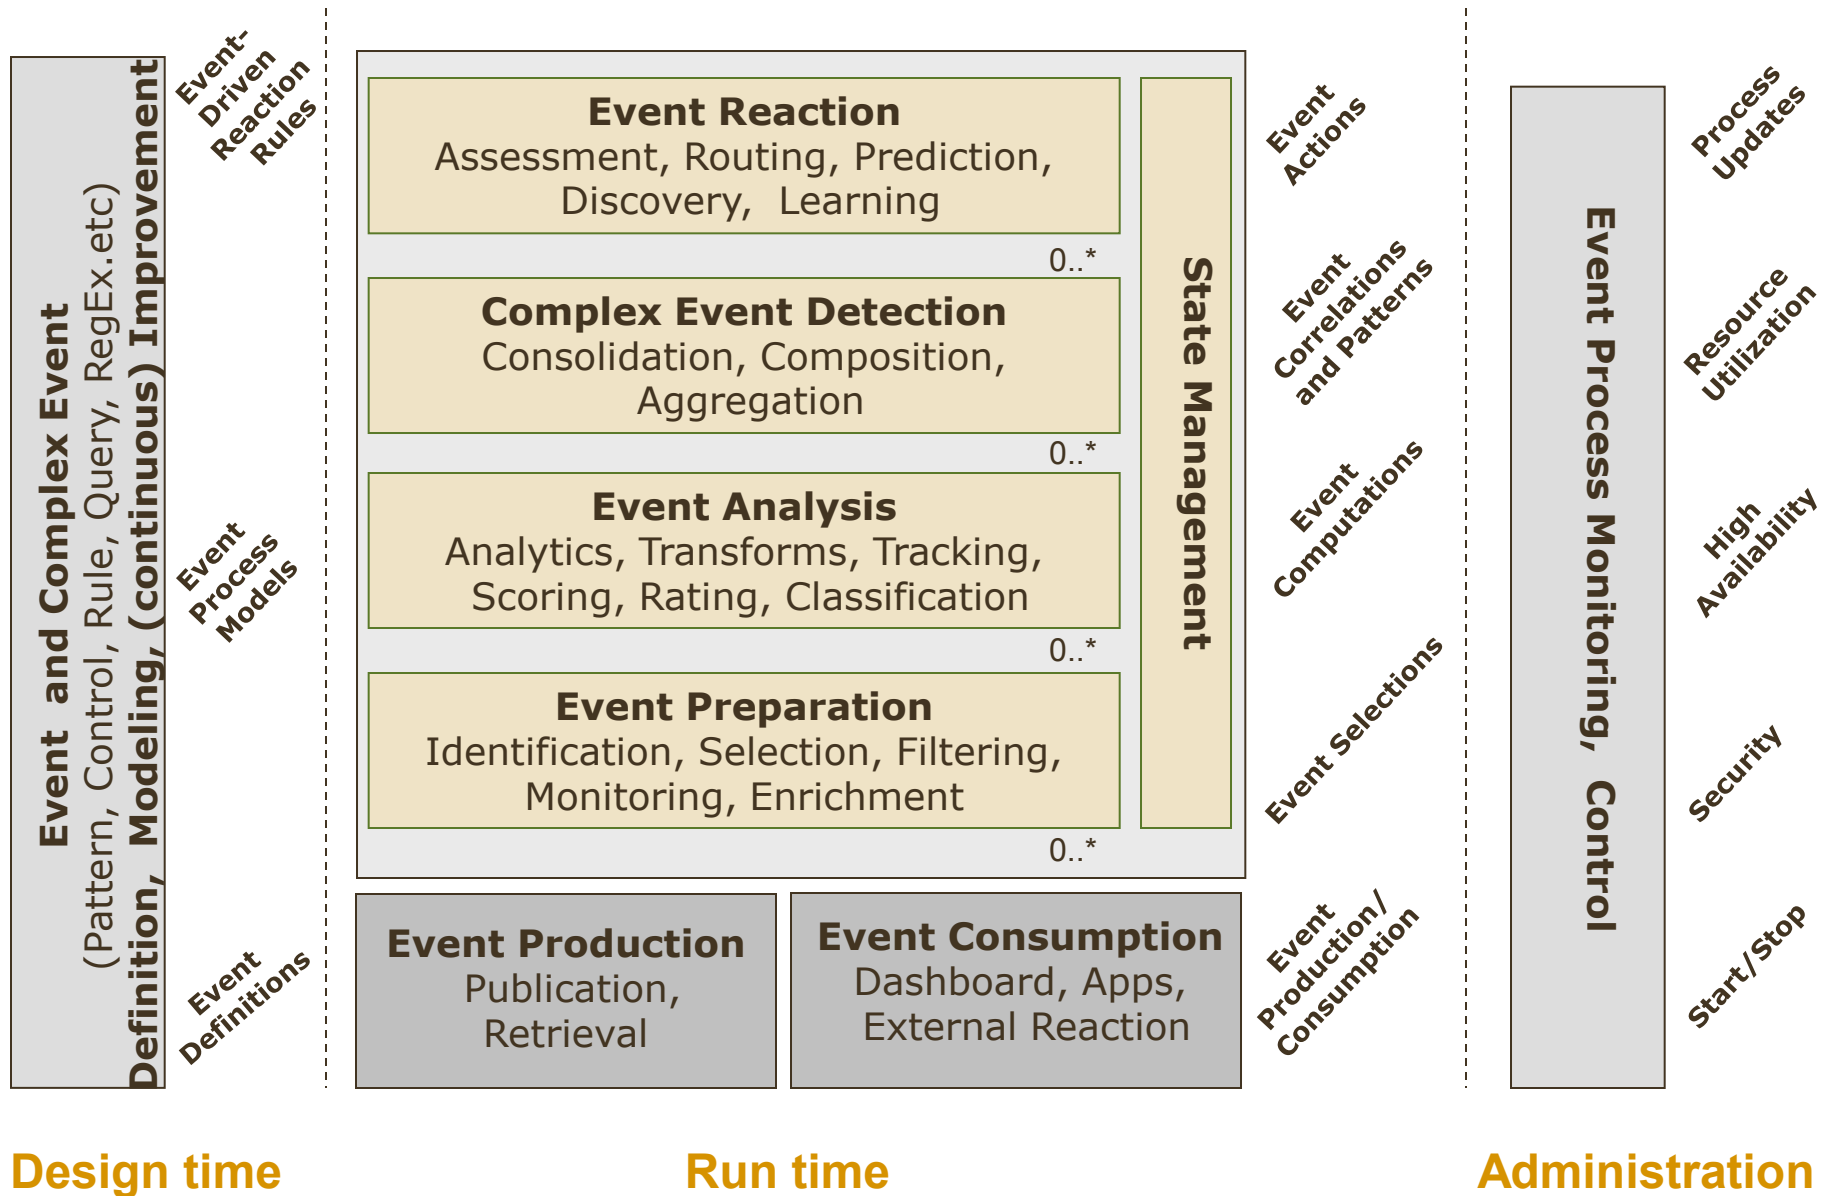 Event and Complex Event
(Pattern, Control, Rule, Query, RegEx.etc)
Definition, Modeling, (continuous) Improvement
Event-
Driven
Reaction
Rules
Event
Process
Models
Event
Definitions
Event Reaction
Assessment, Routing, Prediction,
Discovery, Learning
0..*
Complex Event Detection
Consolidation, Composition,
Aggregation
0..*
Event Analysis
Analytics, Transforms, Tracking,
Scoring, Rating, Classification
0..*
Event Preparation
Identification, Selection, Filtering,
Monitoring, Enrichment
0..*
State Management
Event Production
Publication,
Retrieval
Event Consumption
Dashboard, Apps,
External Reaction
Event
Actions
Event
Correlations
and Patterns
Event
Computations
Event Selections
Event
Production/
Consumption
Event Process Monitoring, Control
Process
Updates
Resource
Utilization
High
Availability
Security
Start/Stop
Design time
Run time
Administration